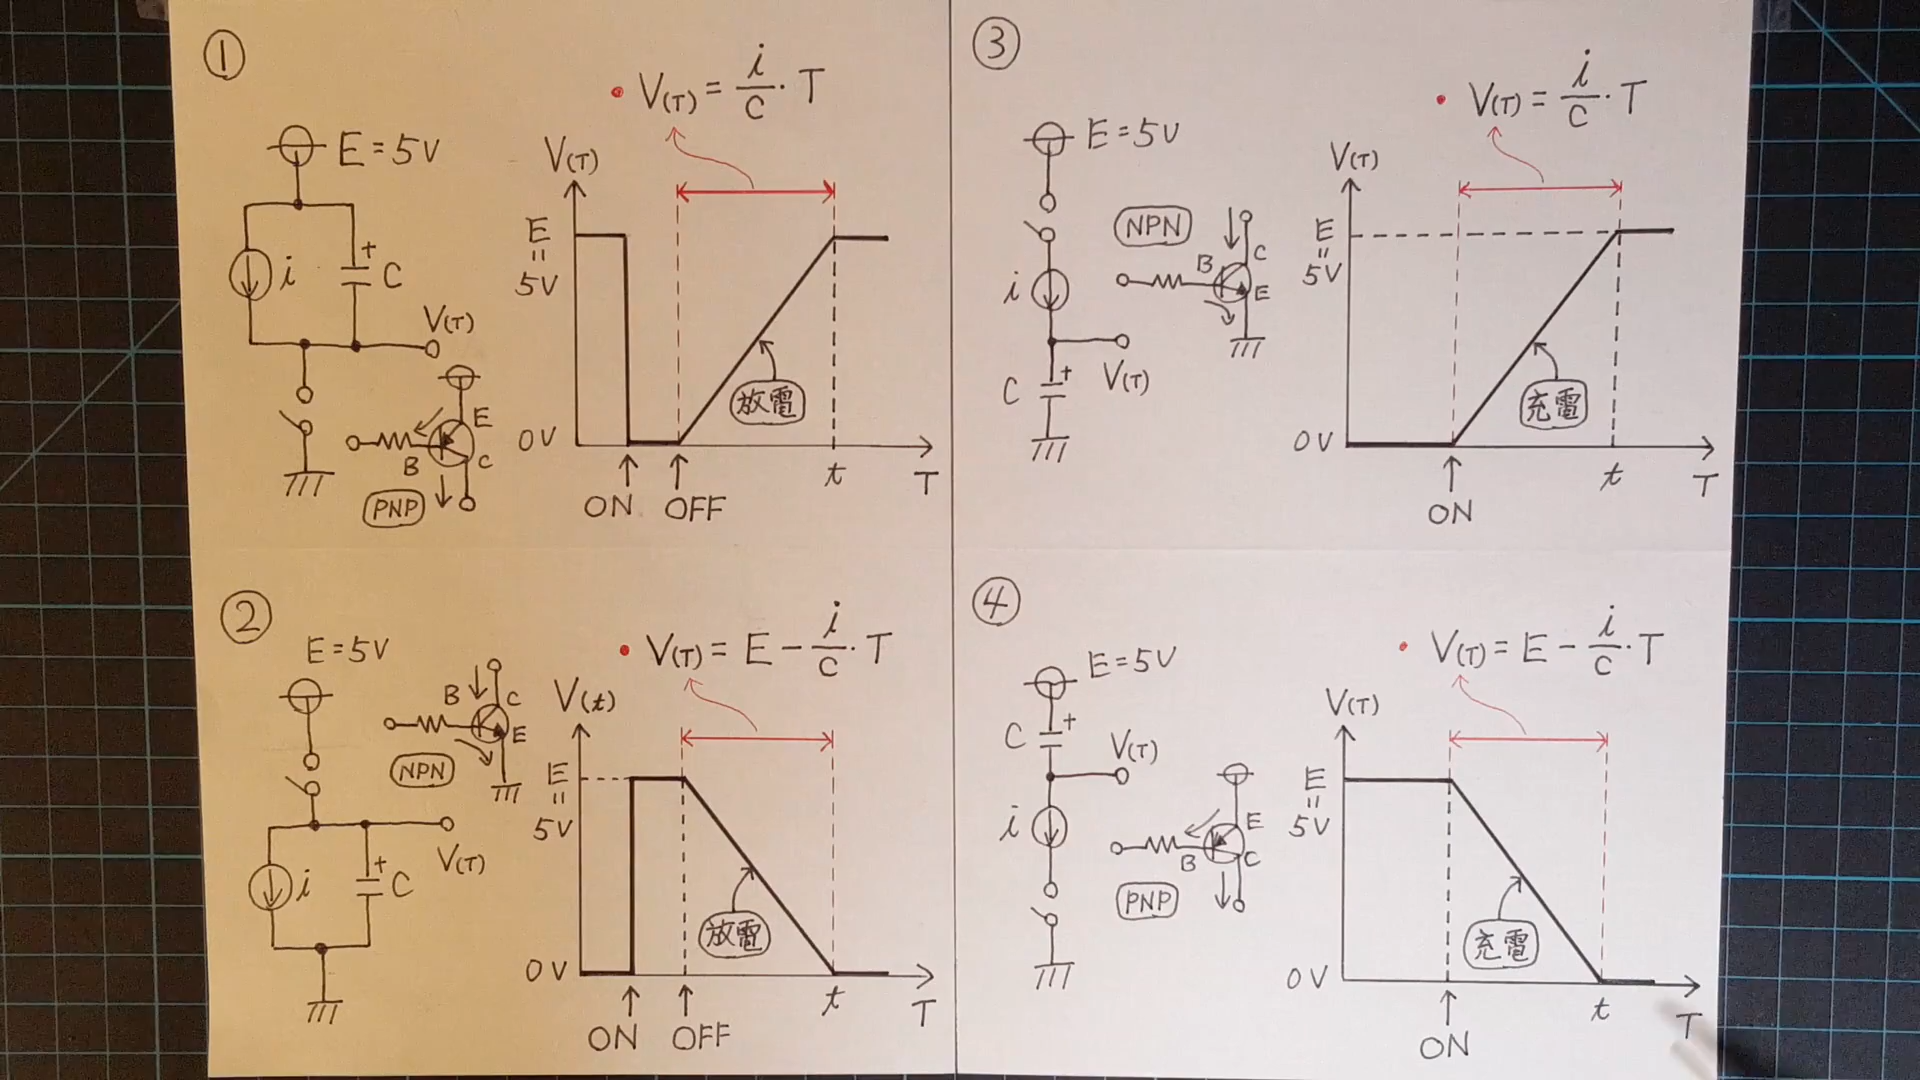 ①
V(T) = i/c · T
E = 5V
i
+
C
V(T)
E
B
C
PNP
V(T)
E
=
5V
0V
放電
ON
OFF
t
T
②
V(T) = E - i/c · T
E = 5V
B
C
E
NPN
i
+
C
V(T)
V(t)
E
=
5V
0V
放電
ON
OFF
t
T
③
V(T) = i/c · T
E = 5V
NPN
B
C
E
i
V(T)
C
+
V(T)
E
=
5V
0V
充電
ON
t
T
④
V(T) = E - i/c · T
E = 5V
C
+
V(T)
i
E
B
C
PNP
V(T)
E
=
5V
0V
充電
ON
t
T